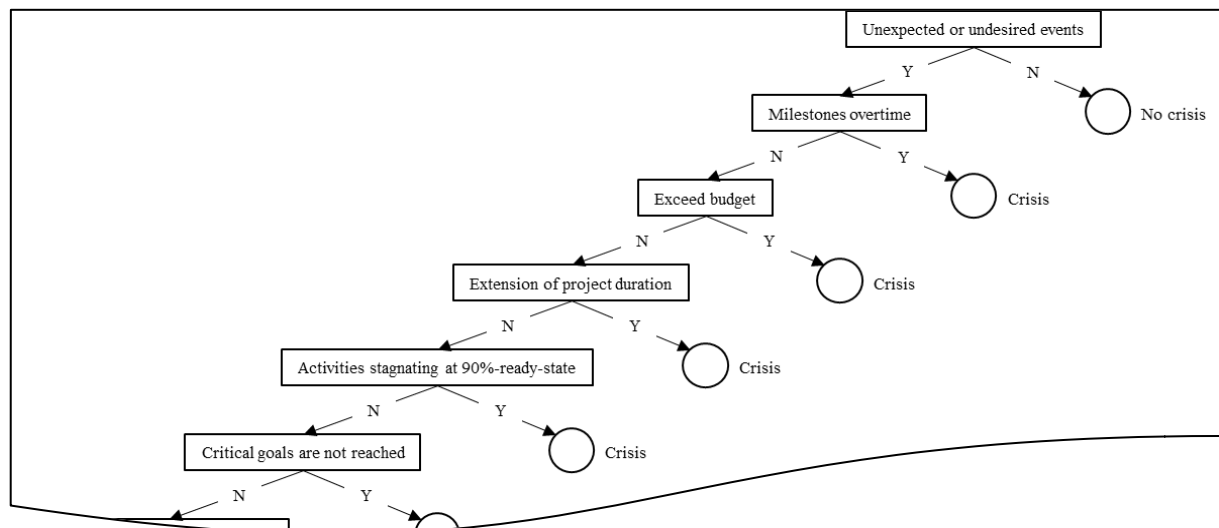 Unexpected or undesired events
Y
N
Milestones overtime
No crisis
N
Y
Exceed budget
Crisis
N
Y
Extension of project duration
Crisis
N
Y
Activities stagnating at 90%-ready-state
Crisis
N
Y
Critical goals are not reached
Crisis
N
Y